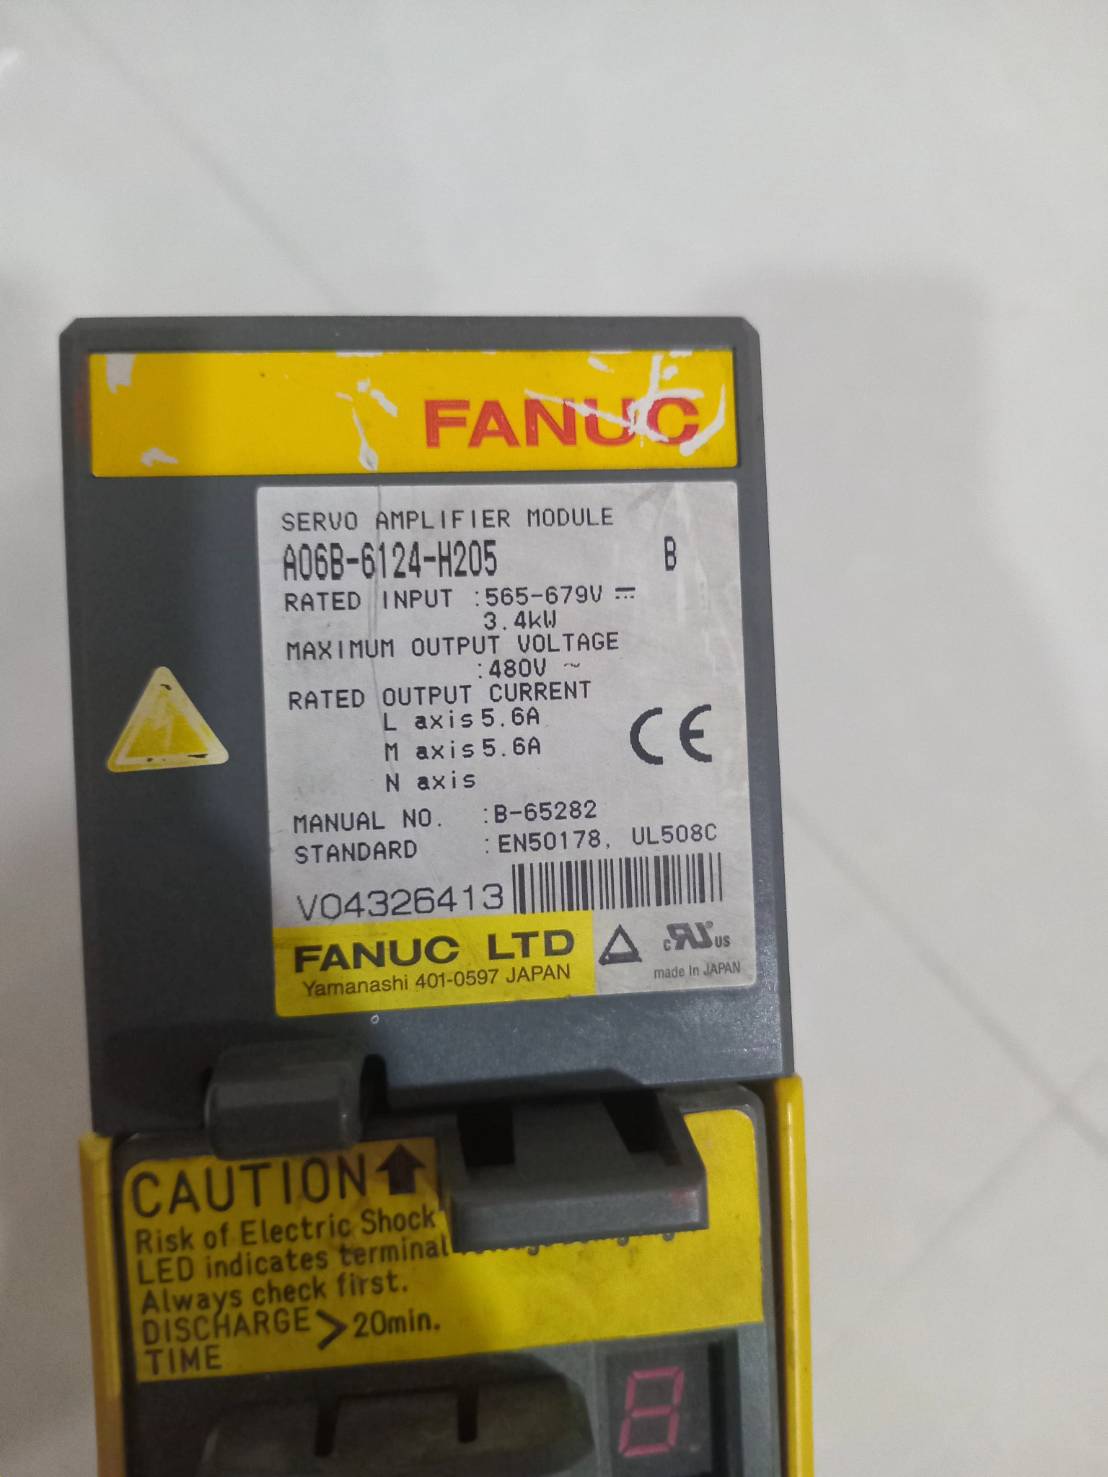 FANUC
SERVO AMPLIFIER MODULE
A06B-6124-H205 B
RATED INPUT :565-679V ⎓
3.4kW
MAXIMUM OUTPUT VOLTAGE
:480V ~
RATED OUTPUT CURRENT
L axis 5.6A
M axis 5.6A
N axis
CE
MANUAL NO. :B-65282
STANDARD :EN50178, UL508C
V04326413
FANUC LTD
Yamanashi 401-0597 JAPAN
c RU US
made in JAPAN
CAUTION
Risk of Electric Shock
LED indicates terminal
Always check first.
DISCHARGE > 20min.
TIME
8